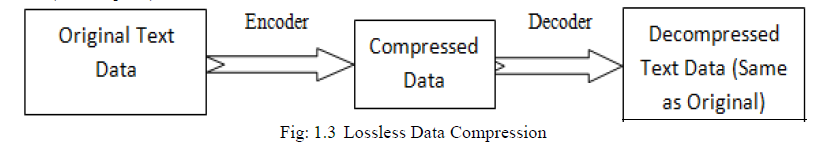 Original Text
Data
Encoder
Compressed
Data
Decoder
Decompressed
Text Data (Same
as Original)
Fig: 1.3 Lossless Data Compression